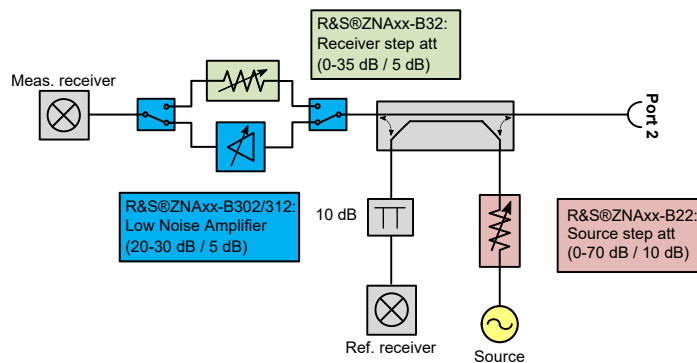 R&S®ZNAxx-B32:
Receiver step att
(0-35 dB / 5 dB)
Meas. receiver
Port 2
R&S®ZNAxx-B302/312:
Low Noise Amplifier
(20-30 dB / 5 dB)
10 dB
R&S®ZNAxx-B22:
Source step att
(0-70 dB / 10 dB)
Ref. receiver
Source